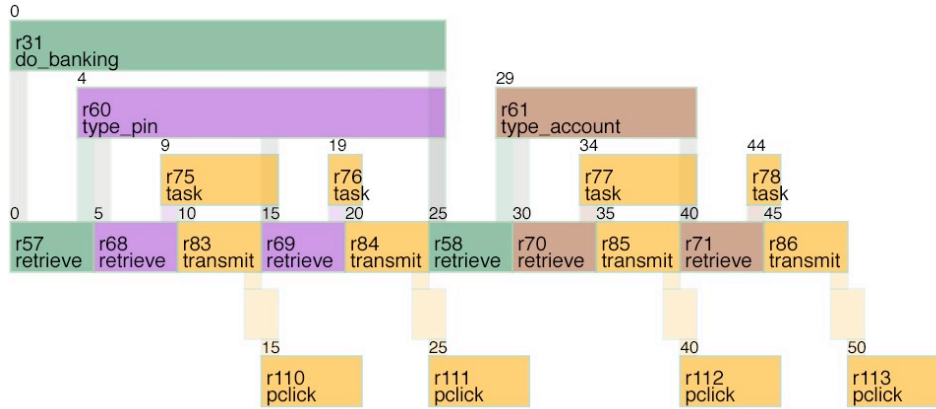 0
r31
do_banking
4
29
r60
type_pin
r61
type_account
9
19
34
44
r75
task
r76
task
r77
task
r78
task
0
5
10
15
20
25
30
35
40
45
r57
retrieve
r68
retrieve
r83
transmit
r69
retrieve
r84
transmit
r58
retrieve
r70
retrieve
r85
transmit
r71
retrieve
r86
transmit
15
25
40
50
r110
pclick
r111
pclick
r112
pclick
r113
pclick